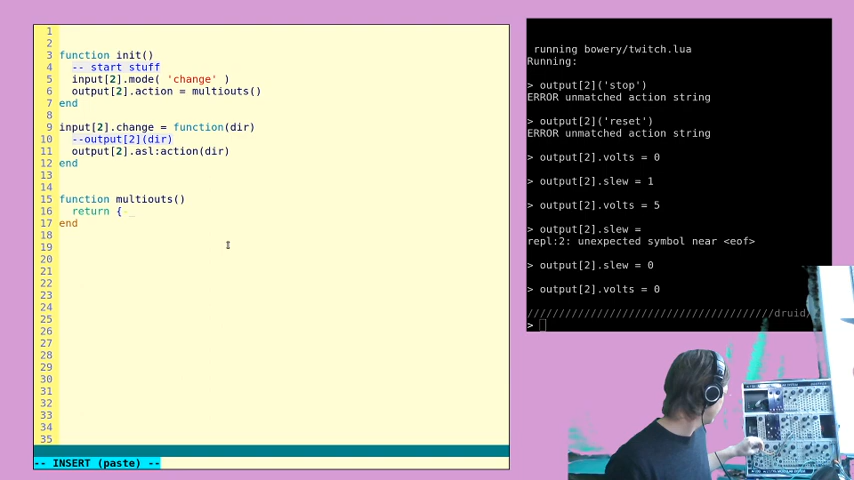 1
2
3 function init()
4 -- start stuff
5 input[2].mode( 'change' )
6 output[2].action = multiouts()
7 end
8
9 input[2].change = function(dir)
10 --output[2](dir)
11 output[2].asl:action(dir)
12 end
13
14
15 function multiouts()
16 return {
17 end
18
19
20
21
22
23
24
25
26
27
28
29
30
31
32
33
34
35
-- INSERT (paste) --
running bowery/twitch.lua
Running:
> output[2]('stop')
ERROR unmatched action string
> output[2]('reset')
ERROR unmatched action string
> output[2].volts = 0
> output[2].slew = 1
> output[2].volts = 5
> output[2].slew =
repl:2: unexpected symbol near <eof>
> output[2].slew = 0
> output[2].volts = 0
////////////////////////////////////////druid/
>